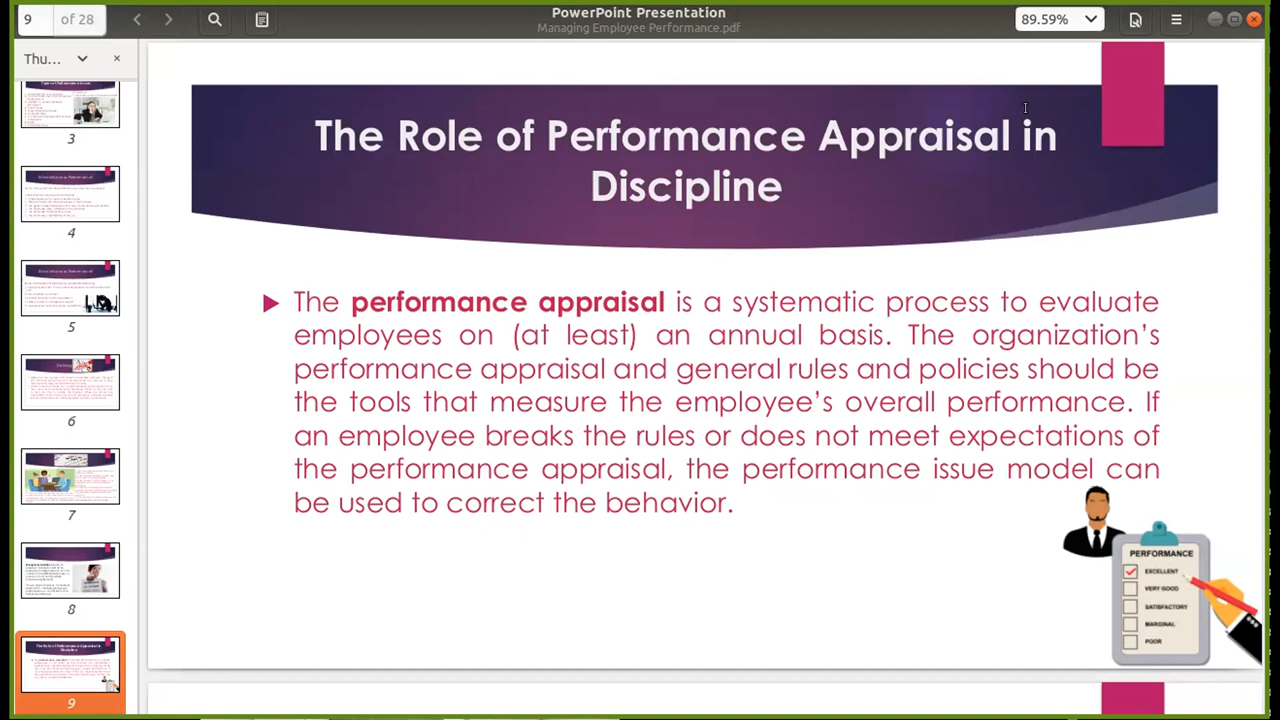 9 of 28
PowerPoint Presentation
Managing Employee Performance.pdf
89.59%
Thu...
3
4
5
6
7
8
9
The Role of Performance Appraisal in
Discipline
The performance appraisal is a systematic process to evaluate
employees on (at least) an annual basis. The organization's
performance appraisal and general rules and policies should be
the tools that measure the employee's overall performance. If
an employee breaks the rules or does not meet expectations of
the performance appraisal, the performance issue model can
be used to correct the behavior.
PERFORMANCE
EXCELLENT
VERY GOOD
SATISFACTORY
MARGINAL
POOR